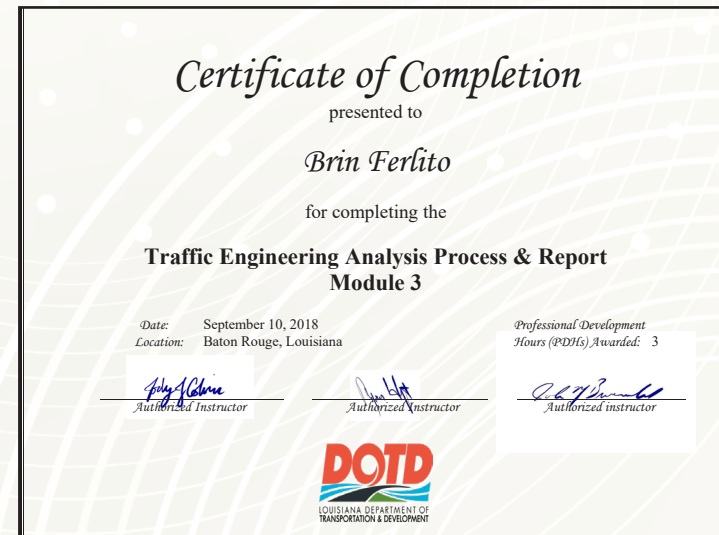 Certificate of Completion
presented to
Brin Ferlito
for completing the
Traffic Engineering Analysis Process & Report
Module 3
Date: September 10, 2018
Location: Baton Rouge, Louisiana
Professional Development
Hours (PDHs) Awarded: 3
Authorized Instructor
Authorized Instructor
Authorized instructor
DOTD
LOUISIANA DEPARTMENT OF
TRANSPORTATION & DEVELOPMENT